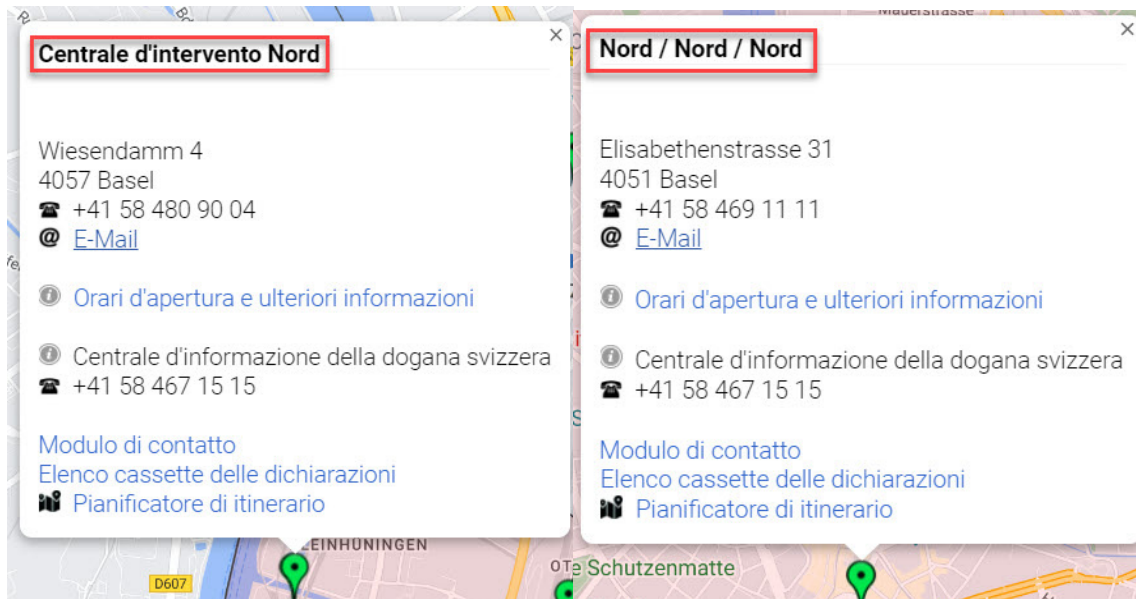 Centrale d'intervento Nord
Wiesendamm 4
4057 Basel
+41 58 480 90 04
@ E-Mail
Orari d'apertura e ulteriori informazioni
Centrale d'informazione della dogana svizzera
+41 58 467 15 15
Modulo di contatto
Elenco cassette delle dichiarazioni
Pianificatore di itinerario
EINHÜNINGEN
D607
Nord / Nord / Nord
Elisabethenstrasse 31
4051 Basel
+41 58 469 11 11
@ E-Mail
Orari d'apertura e ulteriori informazioni
Centrale d'informazione della dogana svizzera
+41 58 467 15 15
Modulo di contatto
Elenco cassette delle dichiarazioni
Pianificatore di itinerario
e Schutzenmatte